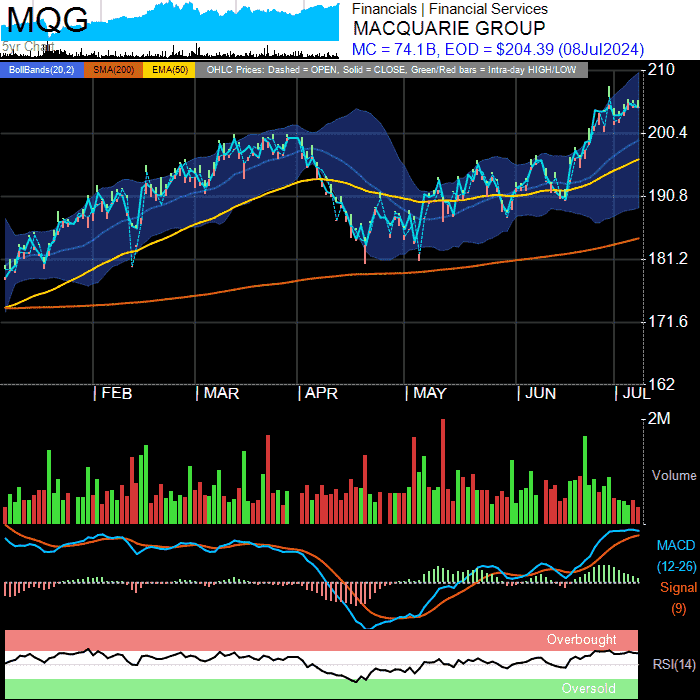 MQG
5yr Chart
Financials | Financial Services
MACQUARIE GROUP
MC = 74.1B, EOD = $204.39 (08Jul2024)
BollBands(20,2) SMA(200) EMA(50) OHLC Prices: Dashed = OPEN, Solid = CLOSE, Green/Red bars = Intra-day HIGH/LOW
210
200.4
190.8
181.2
171.6
162
| FEB | MAR | APR | MAY | JUN | JUL
2M
Volume
MACD
(12-26)
Signal
(9)
Overbought
RSI(14)
Oversold